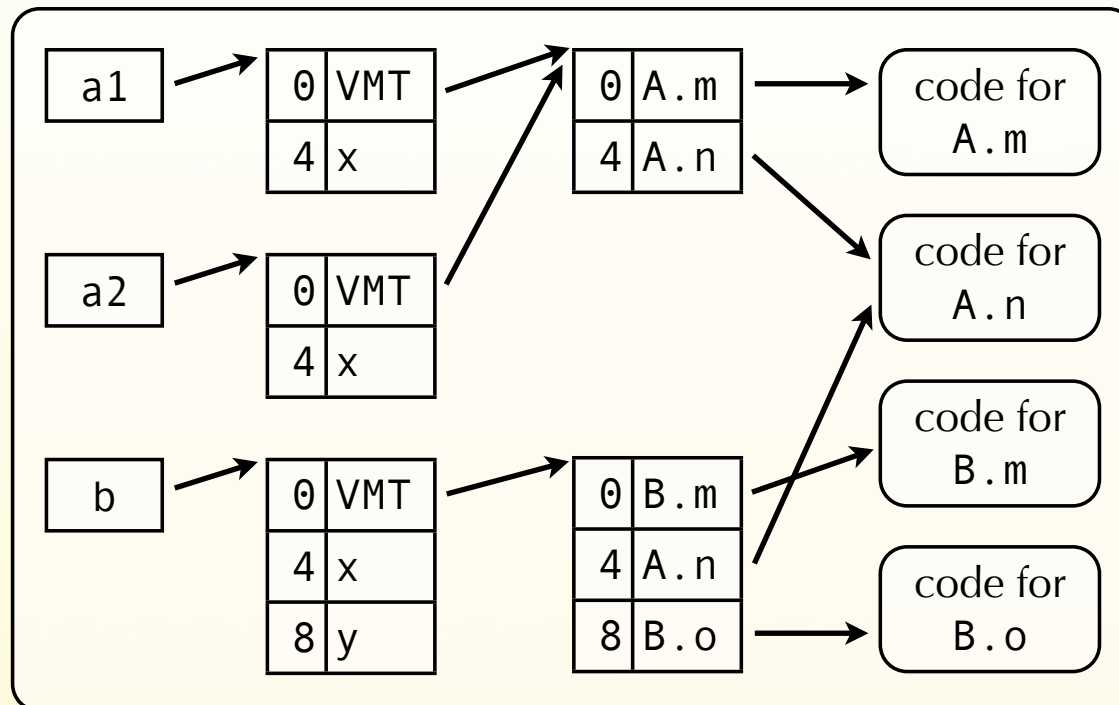 a1
0 VMT
4 x
0 A.m
4 A.n
code for
A.m
a2
0 VMT
4 x
code for
A.n
b
0 VMT
4 x
8 y
0 B.m
4 A.n
8 B.o
code for
B.m
code for
B.o